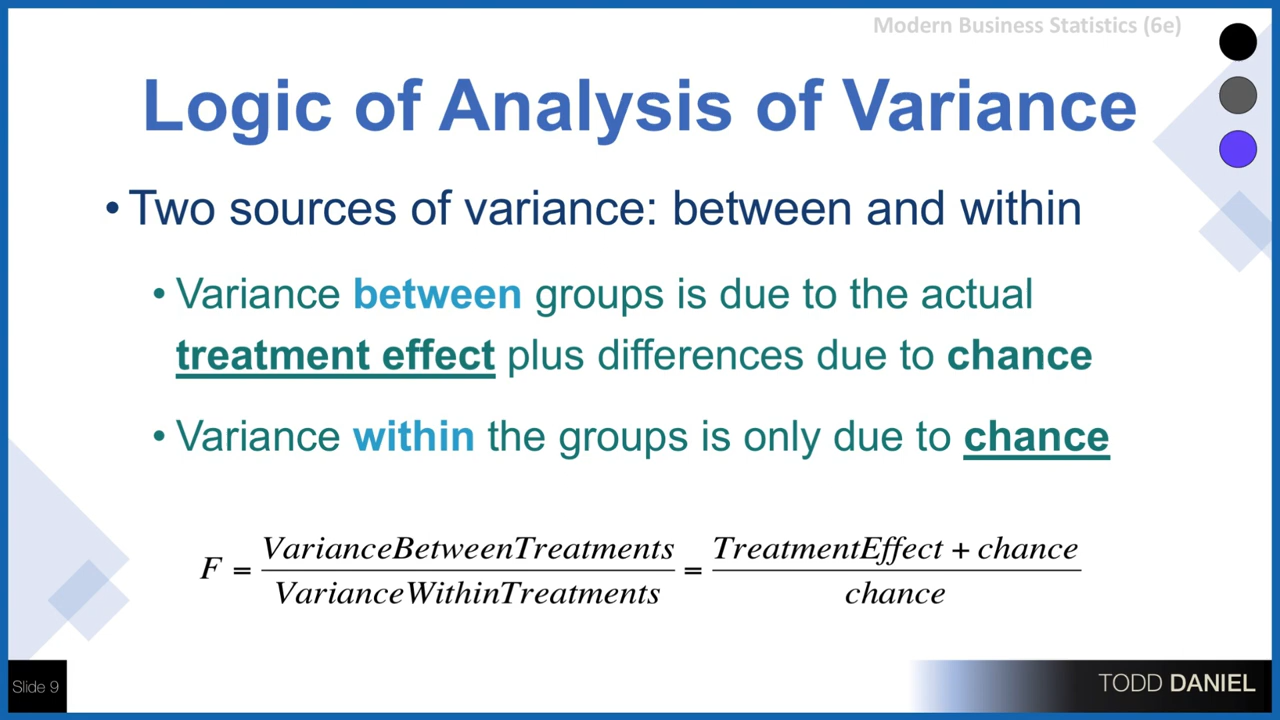 Modern Business Statistics (6e)
Logic of Analysis of Variance
• Two sources of variance: between and within
• Variance between groups is due to the actual
treatment effect plus differences due to chance
• Variance within the groups is only due to chance
F = VarianceBetweenTreatments / VarianceWithinTreatments = TreatmentEffect + chance / chance
Slide 9
TODD DANIEL